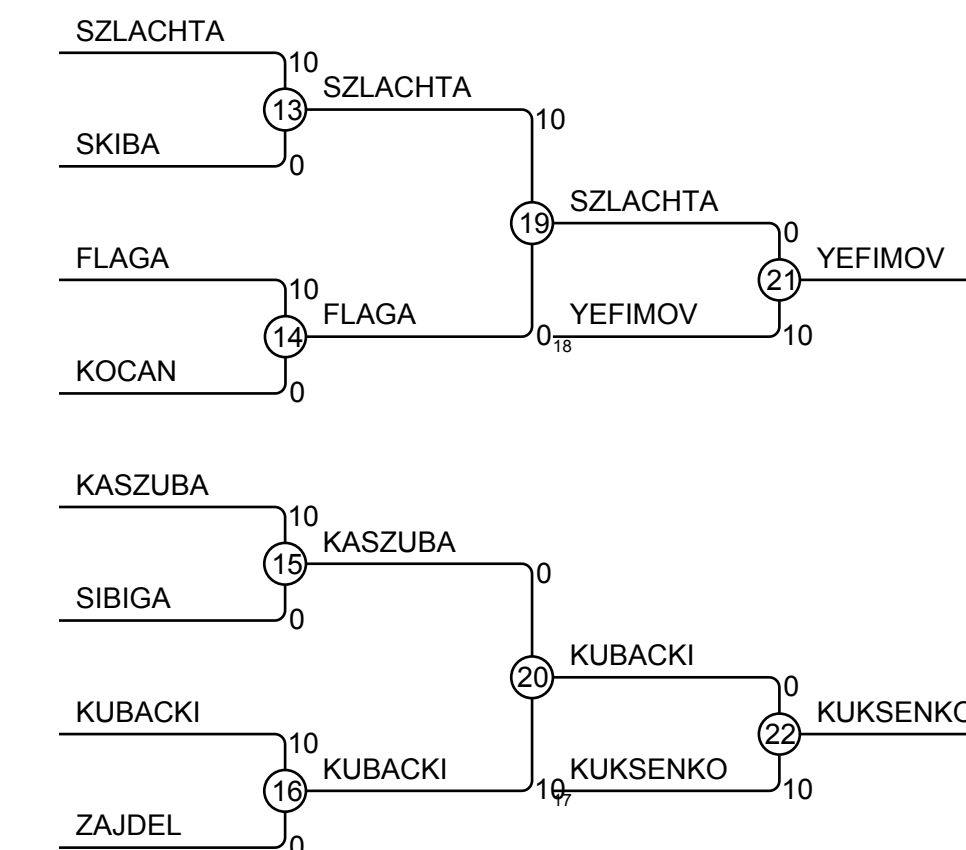 SZLACHTA
10
13
SZLACHTA
10
SKIBA
0
19
SZLACHTA
0
FLAGA
10
21
YEFIMOV
14
FLAGA
0
18
YEFIMOV
10
KOCAN
0
KASZUBA
10
15
KASZUBA
0
SIBIGA
0
20
KUBACKI
0
KUBACKI
10
22
KUKSENKO
16
KUBACKI
10
17
KUKSENKO
10
ZAJDEL
0